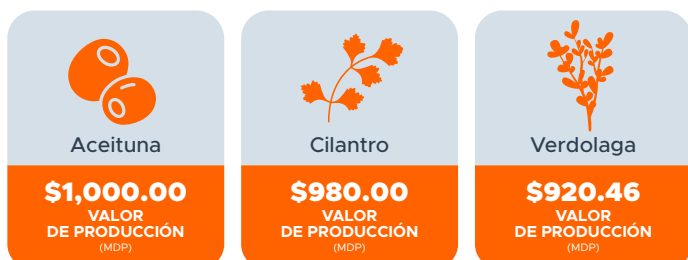 Aceituna
$1,000.00
VALOR
DE PRODUCCIÓN
(MDP)
Cilantro
$980.00
VALOR
DE PRODUCCIÓN
(MDP)
Verdolaga
$920.46
VALOR
DE PRODUCCIÓN
(MDP)